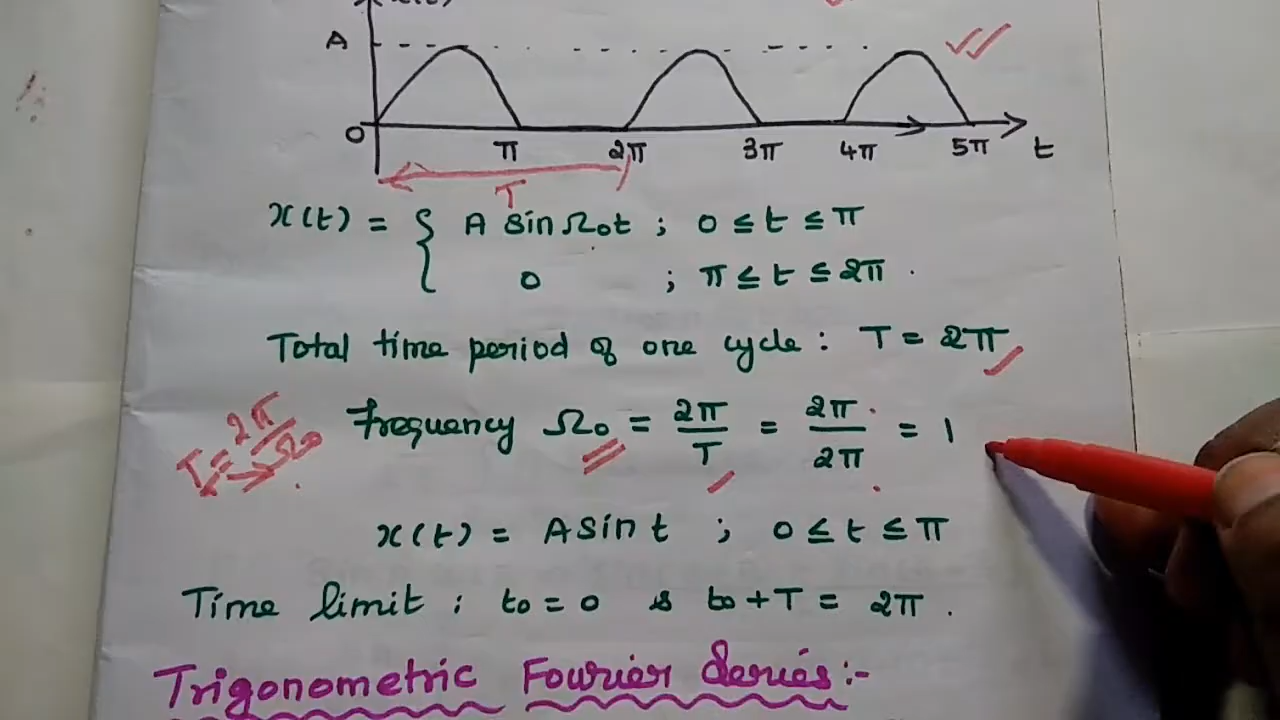 A
0 π 2π 3π 4π 5π t
T
x(t) = { A sin Ω0t ; 0 ≤ t ≤ π
0 ; π ≤ t ≤ 2π .
Total time period of one cycle : T = 2π
T = 2π/Ω0
Frequency Ω0 = 2π/T = 2π/2π = 1
x(t) = A sin t ; 0 ≤ t ≤ π
Time limit : t0 = 0 & t0 + T = 2π .
Trigonometric Fourier Series :-